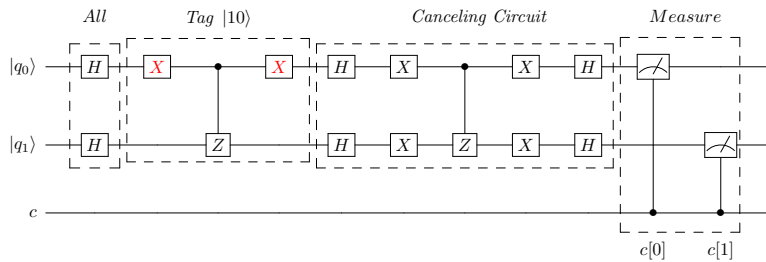 All Tag |10⟩ Canceling Circuit Measure
|q0⟩ H X X H X X H
|q1⟩ H Z H X Z X H
c
c[0] c[1]